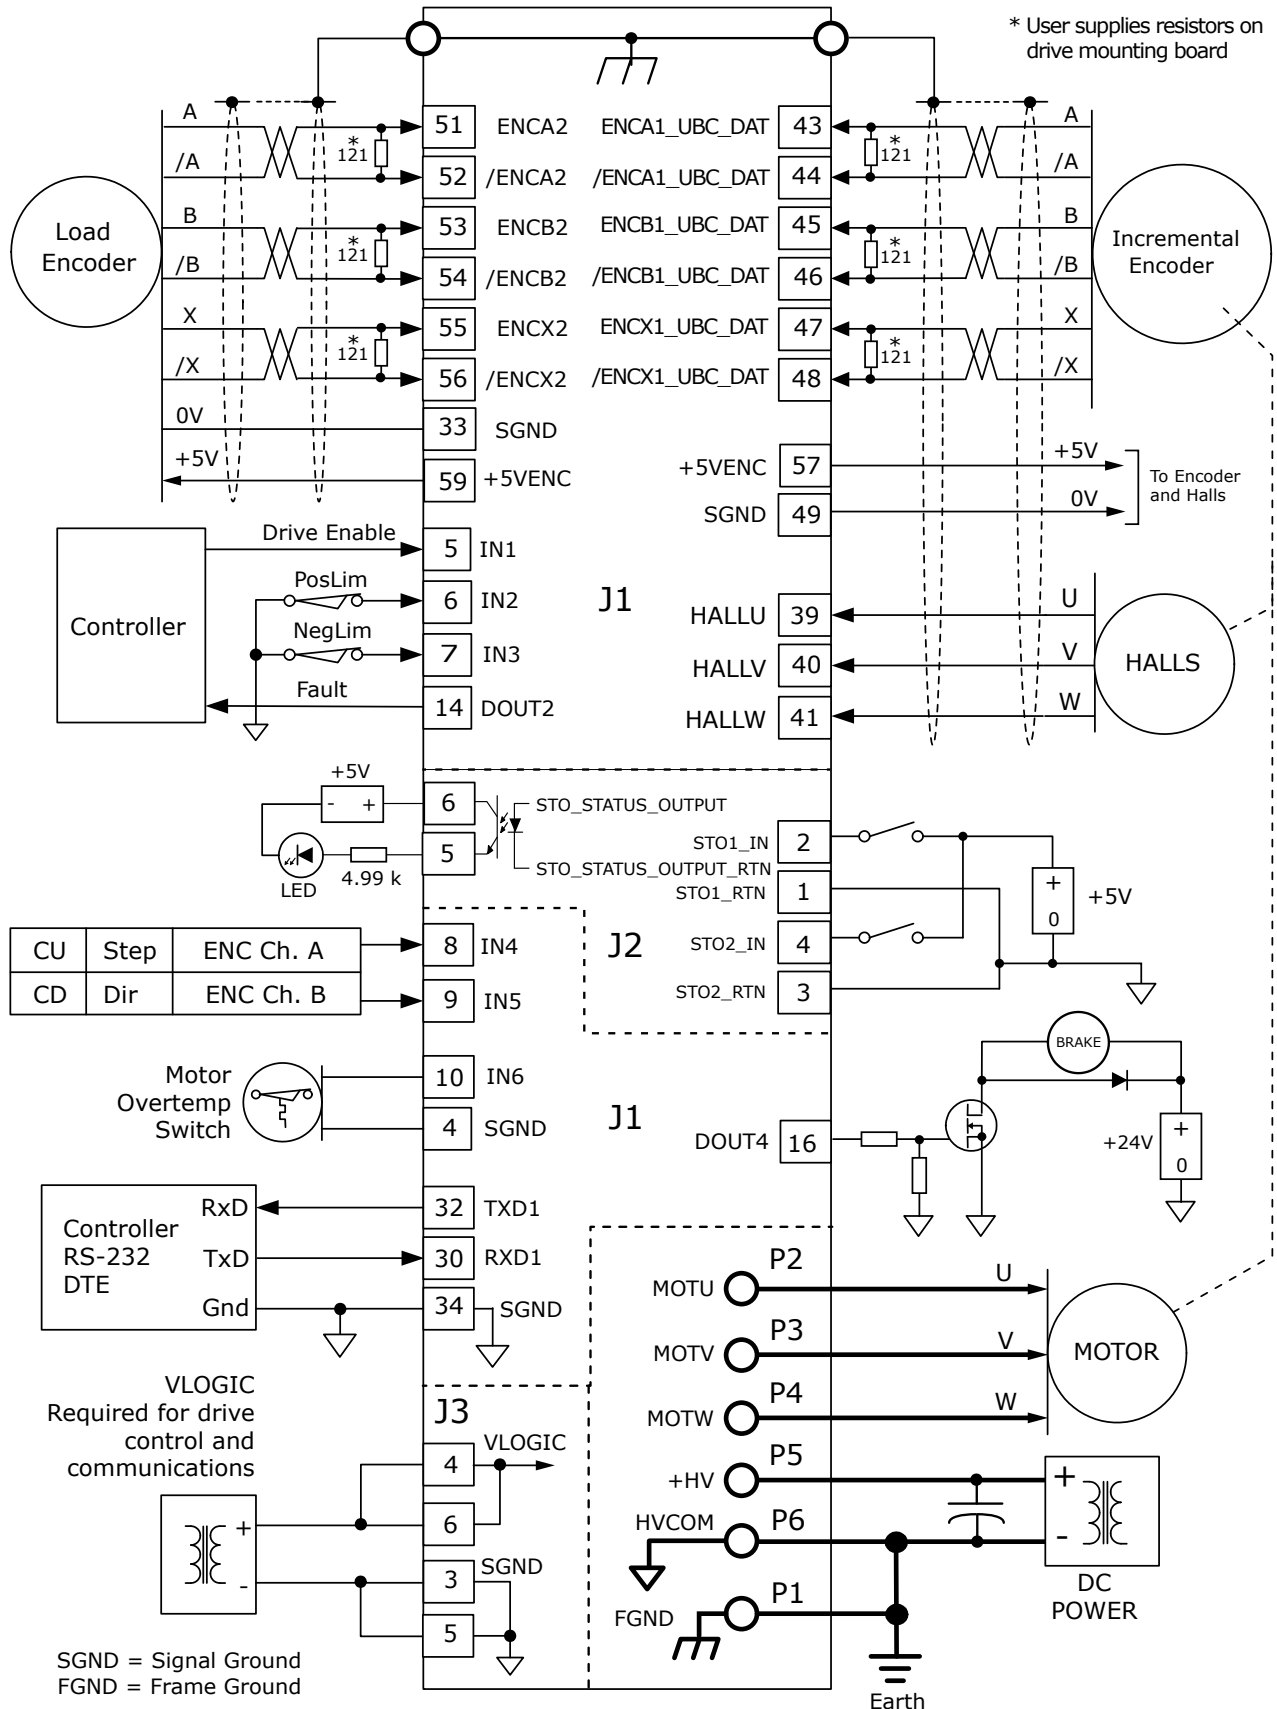 * User supplies resistors on
drive mounting board
A
/A
B
/B
X
/X
0V
+5V
Load
Encoder
*
121
*
121
*
121
51 ENCA2
52 /ENCA2
53 ENCB2
54 /ENCB2
55 ENCX2
56 /ENCX2
33 SGND
59 +5VENC
ENCA1_UBC_DAT 43
/ENCA1_UBC_DAT 44
ENCB1_UBC_DAT 45
/ENCB1_UBC_DAT 46
ENCX1_UBC_DAT 47
/ENCX1_UBC_DAT 48
+5VENC 57
SGND 49
*
121
*
121
*
121
A
/A
B
/B
X
/X
Incremental
Encoder
+5V
0V
To Encoder
and Halls
Controller
Drive Enable
PosLim
NegLim
Fault
5 IN1
6 IN2
7 IN3
14 DOUT2
J1
HALLU 39
HALLV 40
HALLW 41
U
V
W
HALLS
+5V
- +
LED
4.99 k
6
5
STO_STATUS_OUTPUT
STO_STATUS_OUTPUT_RTN
J2
STO1_IN 2
STO1_RTN 1
STO2_IN 4
STO2_RTN 3
+
0
+5V
CU Step ENC Ch. A
CD Dir ENC Ch. B
8 IN4
9 IN5
Motor
Overtemp
Switch
10 IN6
4 SGND
J1
DOUT4 16
BRAKE
+24V
+
0
Controller
RS-232
DTE
RxD
TxD
Gnd
32 TXD1
30 RXD1
34 SGND
MOTU P2
MOTV P3
MOTW P4
+HV P5
HVCOM P6
FGND P1
U
V
W
MOTOR
+
-
DC
POWER
Earth
VLOGIC
Required for drive
control and
communications
+
-
J3
4 VLOGIC
6
3 SGND
5
SGND = Signal Ground
FGND = Frame Ground